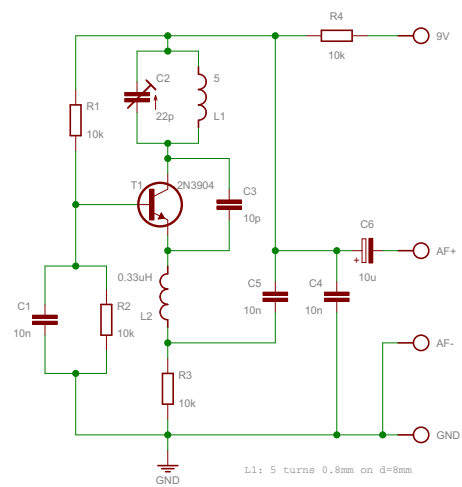 R4
9V
10k
C2
5
22p
L1
R1
10k
T1
2N3904
C3
10p
C6
AF+
10u
0.33uH
C5
C4
10n
10n
C1
R2
L2
10n
10k
AF-
R3
10k
GND
GND
L1: 5 turns 0.8mm on d=8mm